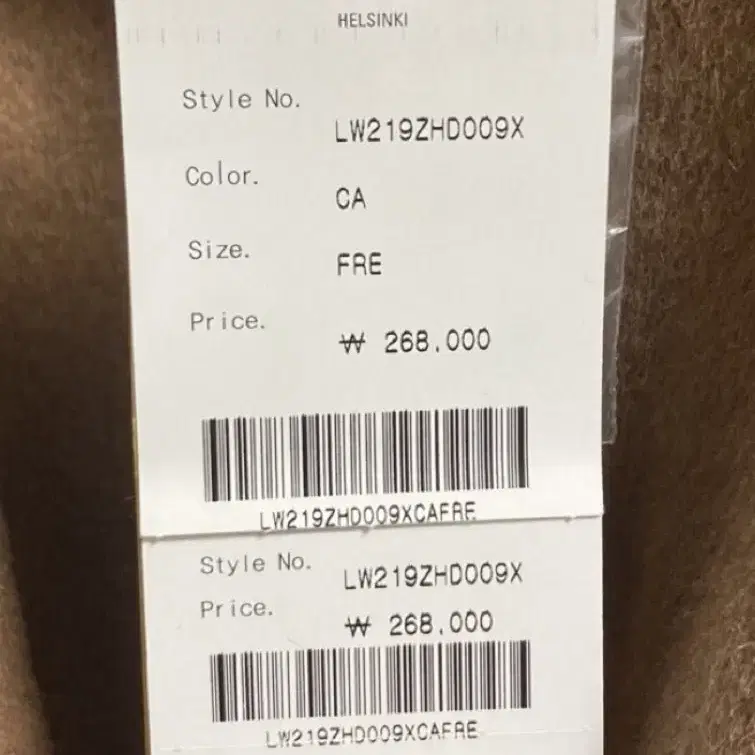 HELSINKI
Style No.
LW219ZHD009X
Color.
CA
Size.
FRE
Price.
₩ 268.000
LW219ZHD009XCAFRE
Style No.
LW219ZHD009X
Price.
₩ 268.000
LW219ZHD009XCAFRE